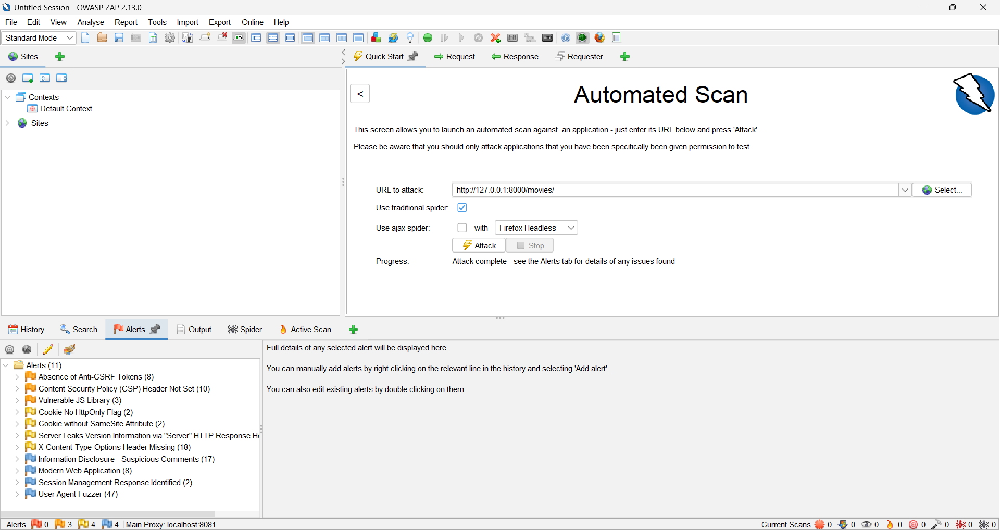 Untitled Session - OWASP ZAP 2.13.0
File Edit View Analyse Report Tools Import Export Online Help
Standard Mode
Sites
Quick Start Request Response Requester
Contexts
Default Context
Sites
<
Automated Scan
This screen allows you to launch an automated scan against  an application - just enter its URL below and press 'Attack'.
Please be aware that you should only attack applications that you have been specifically been given permission to test.
URL to attack: http://127.0.0.1:8000/movies/ Select...
Use traditional spider:
Use ajax spider: with Firefox Headless
Attack Stop
Progress: Attack complete - see the Alerts tab for details of any issues found
History Search Alerts Output Spider Active Scan
Alerts (11)
Absence of Anti-CSRF Tokens (8)
Content Security Policy (CSP) Header Not Set (10)
Vulnerable JS Library (3)
Cookie No HttpOnly Flag (2)
Cookie without SameSite Attribute (2)
Server Leaks Version Information via "Server" HTTP Response He
X-Content-Type-Options Header Missing (18)
Information Disclosure - Suspicious Comments (17)
Modern Web Application (8)
Session Management Response Identified (2)
User Agent Fuzzer (47)
Full details of any selected alert will be displayed here.
You can manually add alerts by right clicking on the relevant line in the history and selecting 'Add alert'.
You can also edit existing alerts by double clicking on them.
Alerts 0 3 4 4 Main Proxy: localhost:8081
Current Scans 0 0 0 0 0 0 0 0